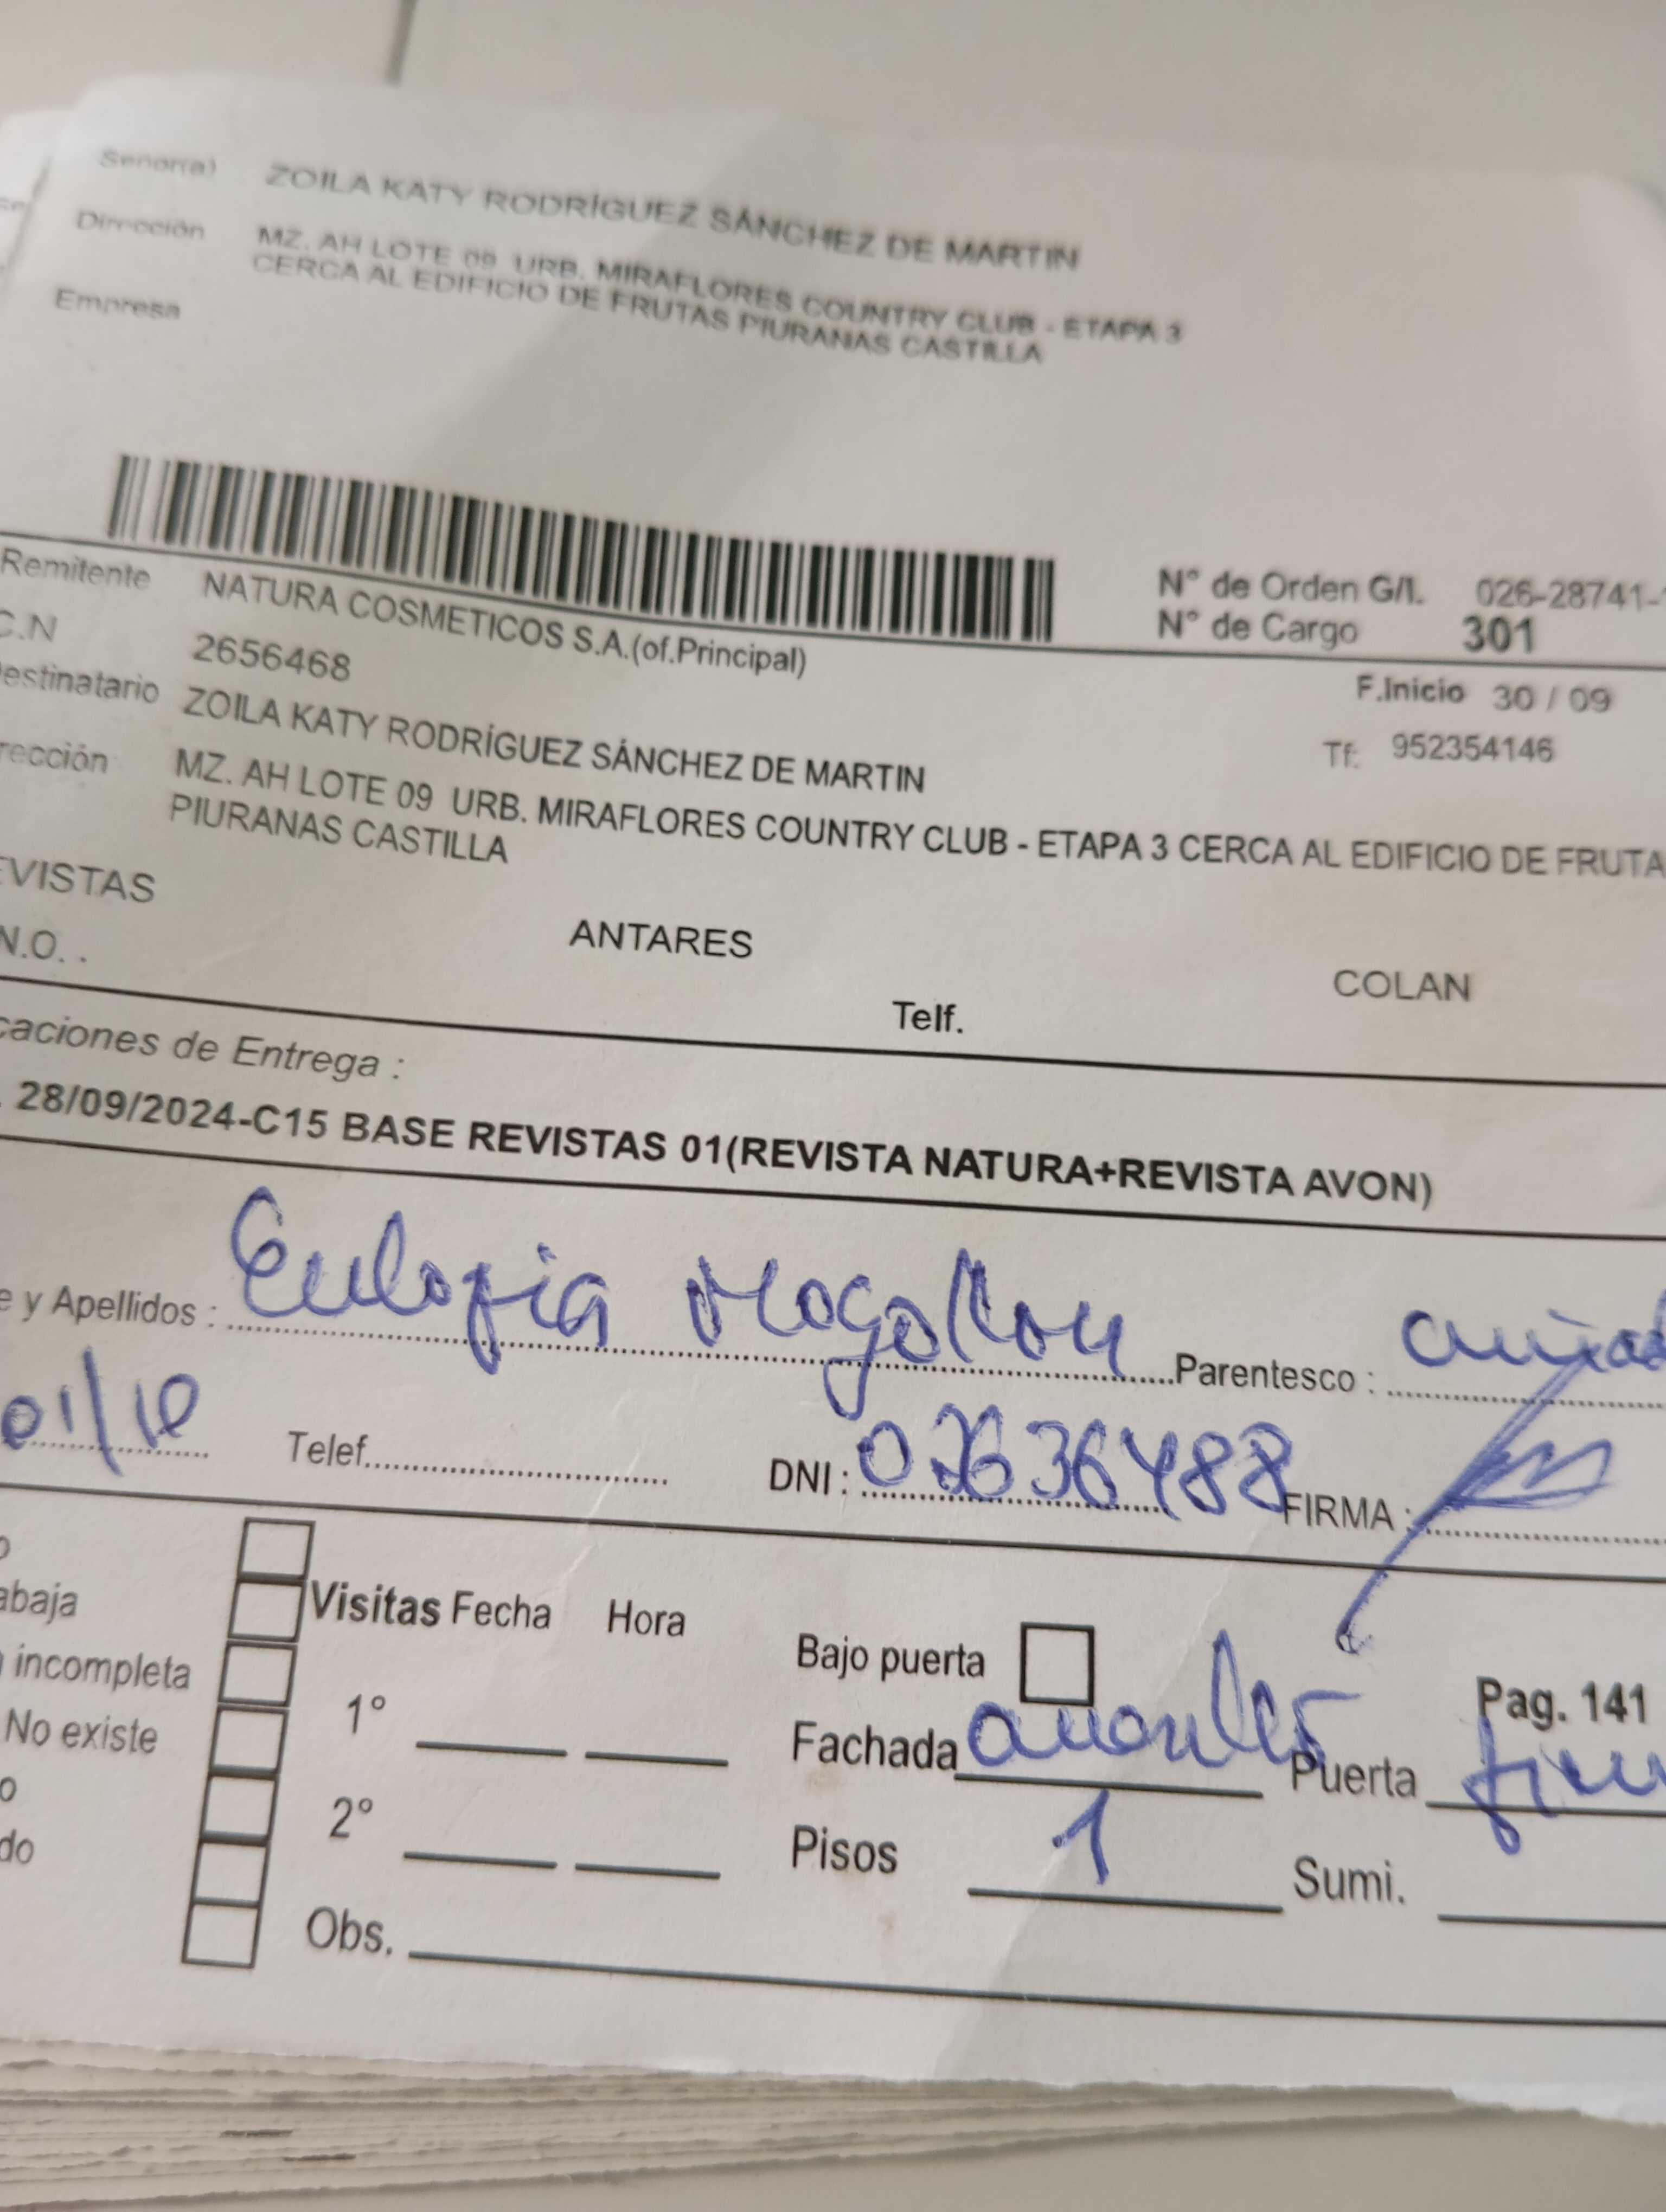 Señor(a) ZOILA KATY RODRÍGUEZ SÁNCHEZ DE MARTIN
Dirección MZ. AH LOTE 09 URB. MIRAFLORES COUNTRY CLUB - ETAPA 3
CERCA AL EDIFICIO DE FRUTAS PIURANAS CASTILLA
Empresa
N° de Orden G/I. 026-28741-
N° de Cargo 301
Remitente NATURA COSMETICOS S.A.(of.Principal)
C.N 2656468
F.Inicio 30 / 09
estinatario ZOILA KATY RODRÍGUEZ SÁNCHEZ DE MARTIN
Tf: 952354146
rección MZ. AH LOTE 09 URB. MIRAFLORES COUNTRY CLUB - ETAPA 3 CERCA AL EDIFICIO DE FRUTA
PIURANAS CASTILLA
EVISTAS
N.O. . ANTARES COLAN
Telf.
caciones de Entrega :
. 28/09/2024-C15 BASE REVISTAS 01(REVISTA NATURA+REVISTA AVON)
e y Apellidos : Eulogia Mogollon Parentesco :
01/10 Telef. DNI : 02636488 FIRMA :
o
abaja Visitas Fecha Hora
incompleta Bajo puerta
No existe 1° Fachada Puerta Pag. 141
o 2° Pisos 1 Sumi.
do
Obs.